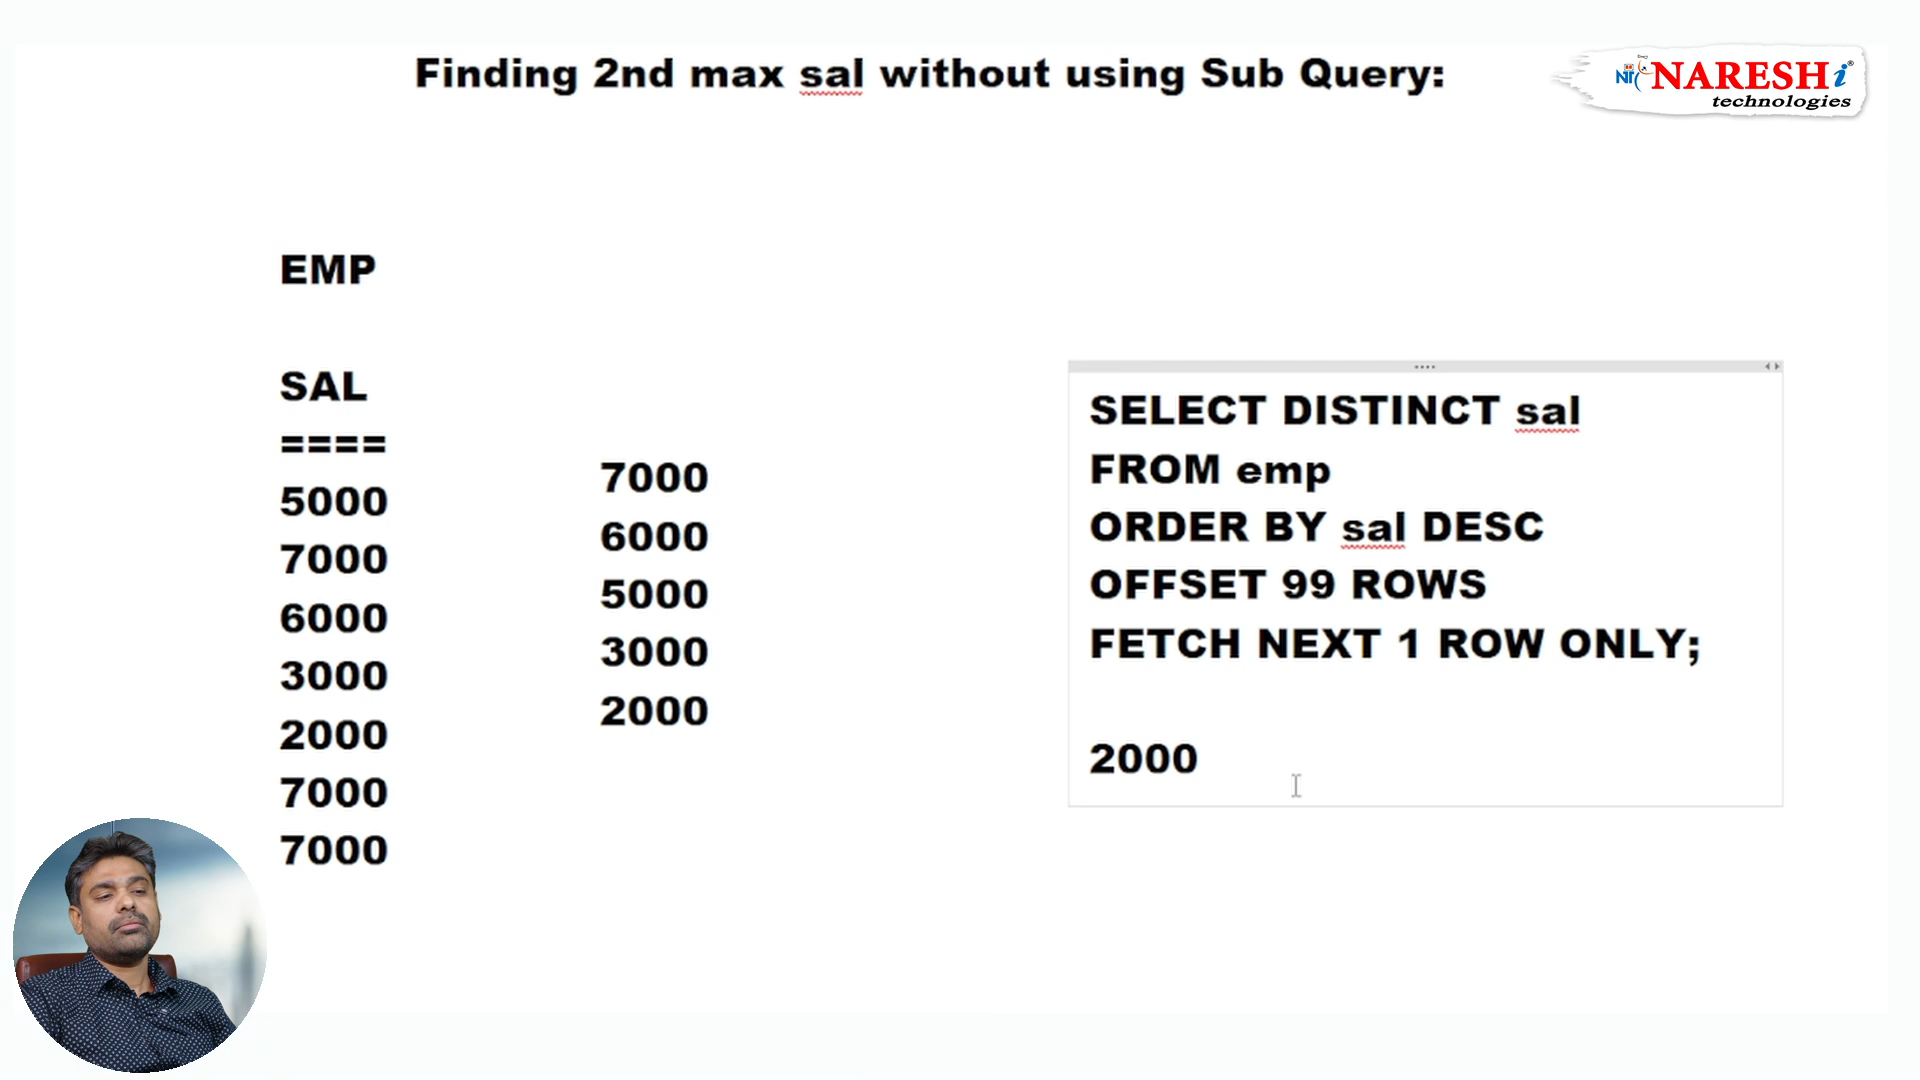 Finding 2nd max sal without using Sub Query:
NARESH i
technologies
EMP
SAL
====
5000
7000
6000
3000
2000
7000
7000
7000
6000
5000
3000
2000
SELECT DISTINCT sal
FROM emp
ORDER BY sal DESC
OFFSET 99 ROWS
FETCH NEXT 1 ROW ONLY;
2000